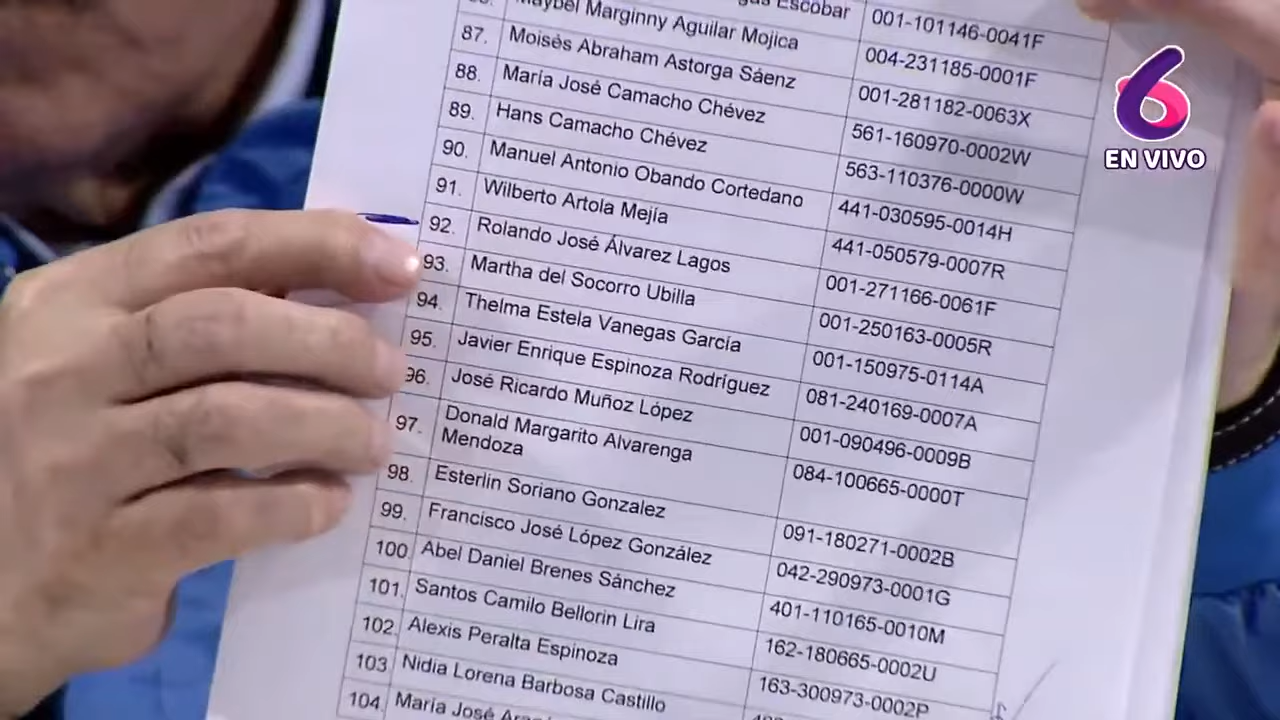 Escobar 001-101146-0041F
Maybel Marginny Aguilar Mojica 004-231185-0001F
87. Moisés Abraham Astorga Sáenz 001-281182-0063X
88. María José Camacho Chévez 561-160970-0002W
89. Hans Camacho Chévez 563-110376-0000W
90. Manuel Antonio Obando Cortedano 441-030595-0014H
91. Wilberto Artola Mejía 441-050579-0007R
92. Rolando José Álvarez Lagos 001-271166-0061F
93. Martha del Socorro Ubilla 001-250163-0005R
94. Thelma Estela Vanegas García 001-150975-0114A
95. Javier Enrique Espinoza Rodríguez 081-240169-0007A
96. José Ricardo Muñoz López 001-090496-0009B
97. Donald Margarito Alvarenga 084-100665-0000T
Mendoza
98. Esterlin Soriano Gonzalez 091-180271-0002B
99. Francisco José López González 042-290973-0001G
100. Abel Daniel Brenes Sánchez 401-110165-0010M
101. Santos Camilo Bellorin Lira 162-180665-0002U
102. Alexis Peralta Espinoza 163-300973-0002P
103. Nidia Lorena Barbosa Castillo
104. María José
6
EN VIVO